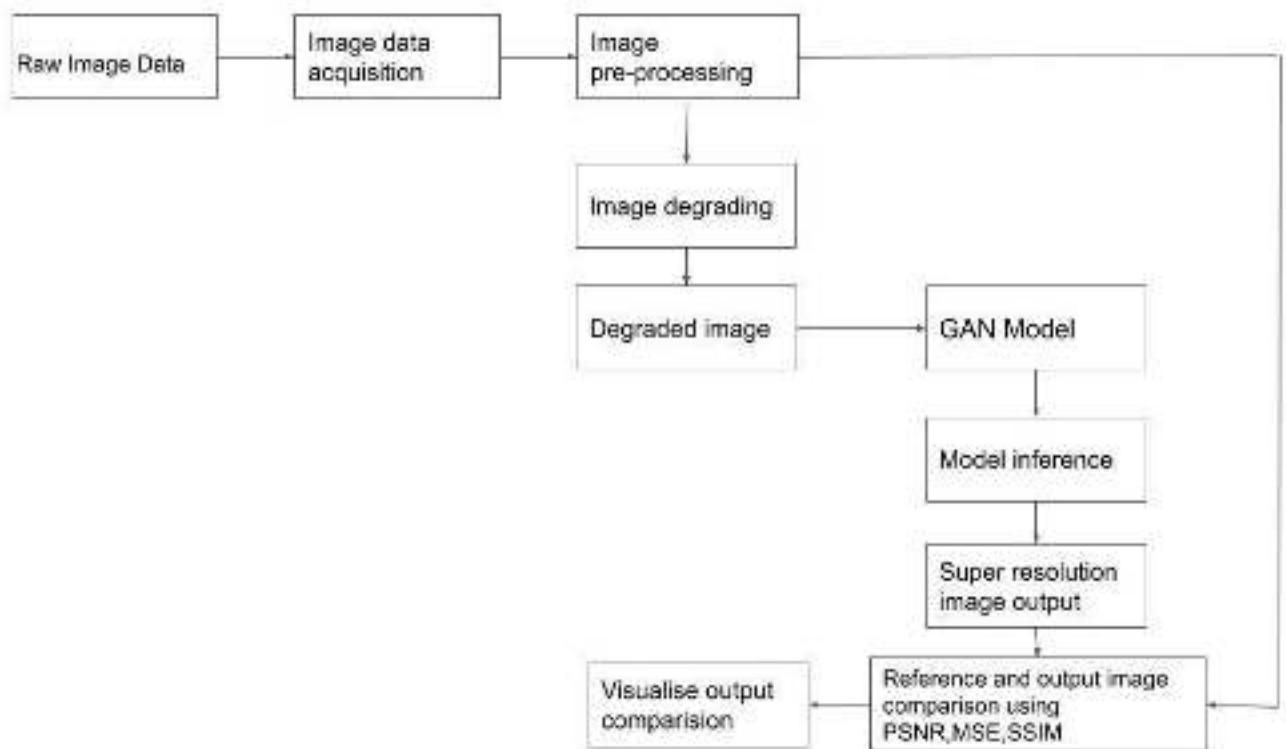 Raw Image Data
Image data
acquisition
Image
pre-processing
Image degrading
Degraded image
GAN Model
Model inference
Super resolution
image output
Reference and output image
comparison using
PSNR,MSE,SSIM
Visualise output
comparision